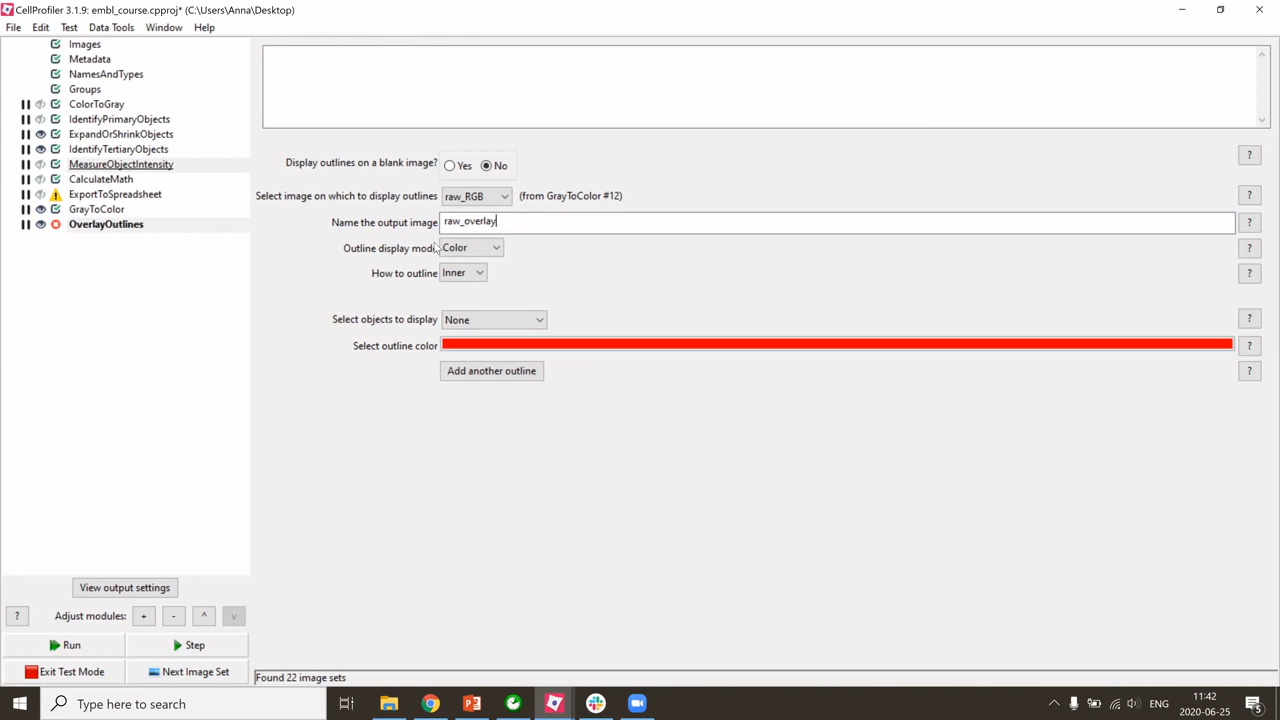 CellProfiler 3.1.9: embl_course.cpproj* (C:\Users\Anna\Desktop)
File Edit Test Data Tools Window Help
Images
Metadata
NamesAndTypes
Groups
ColorToGray
IdentifyPrimaryObjects
ExpandOrShrinkObjects
IdentifyTertiaryObjects
MeasureObjectIntensity
CalculateMath
ExportToSpreadsheet
GrayToColor
OverlayOutlines
View output settings
? Adjust modules: + - ^ v
Run Step
Exit Test Mode Next Image Set
Display outlines on a blank image? Yes No ?
Select image on which to display outlines raw_RGB (from GrayToColor #12) ?
Name the output image raw_overlay ?
Outline display mode Color ?
How to outline Inner ?
Select objects to display None ?
Select outline color ?
Add another outline ?
Found 22 image sets
Type here to search
ENG
11:42
2020-06-25
5